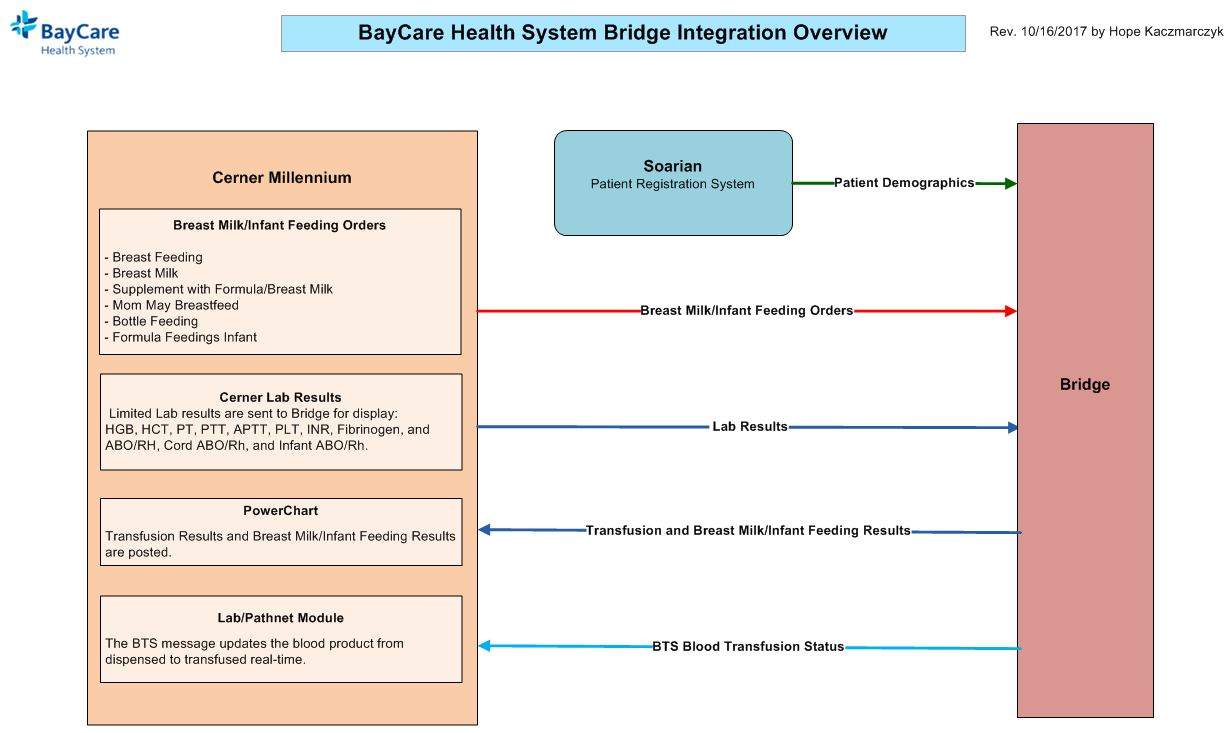 BayCare
Health System
BayCare Health System Bridge Integration Overview
Rev. 10/16/2017 by Hope Kaczmarczyk
Cerner Millennium
Breast Milk/Infant Feeding Orders
- Breast Feeding
- Breast Milk
- Supplement with Formula/Breast Milk
- Mom May Breastfeed
- Bottle Feeding
- Formula Feedings Infant
Cerner Lab Results
Limited Lab results are sent to Bridge for display:
HGB, HCT, PT, PTT, APTT, PLT, INR, Fibrinogen, and
ABO/RH, Cord ABO/Rh, and Infant ABO/Rh.
PowerChart
Transfusion Results and Breast Milk/Infant Feeding Results
are posted.
Lab/Pathnet Module
The BTS message updates the blood product from
dispensed to transfused real-time.
Soarian
Patient Registration System
Patient Demographics
Breast Milk/Infant Feeding Orders
Lab Results
Transfusion and Breast Milk/Infant Feeding Results
BTS Blood Transfusion Status
Bridge